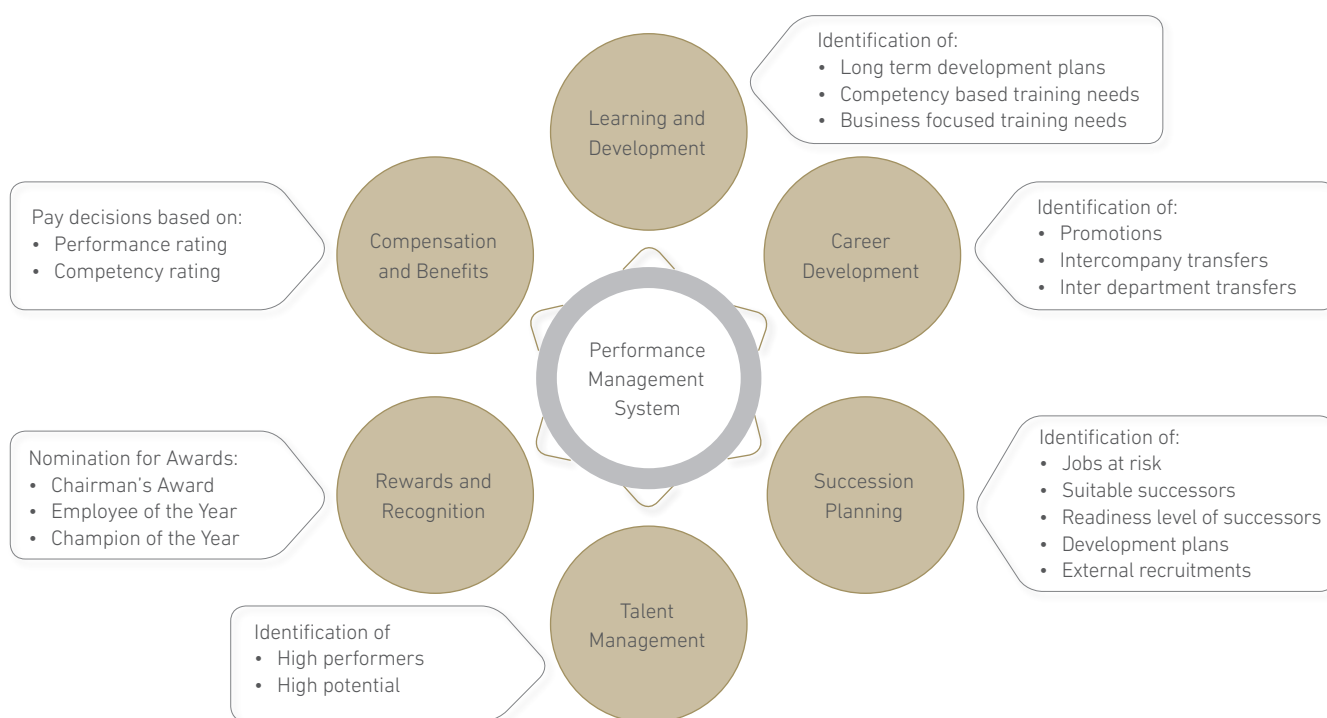 Learning and
Development
Identification of:
• Long term development plans
• Competency based training needs
• Business focused training needs
Career
Development
Identification of:
• Promotions
• Intercompany transfers
• Inter department transfers
Succession
Planning
Identification of:
• Jobs at risk
• Suitable successors
• Readiness level of successors
• Development plans
• External recruitments
Talent
Management
Identification of
• High performers
• High potential
Rewards and
Recognition
Nomination for Awards:
• Chairman's Award
• Employee of the Year
• Champion of the Year
Compensation
and Benefits
Pay decisions based on:
• Performance rating
• Competency rating
Performance
Management
System